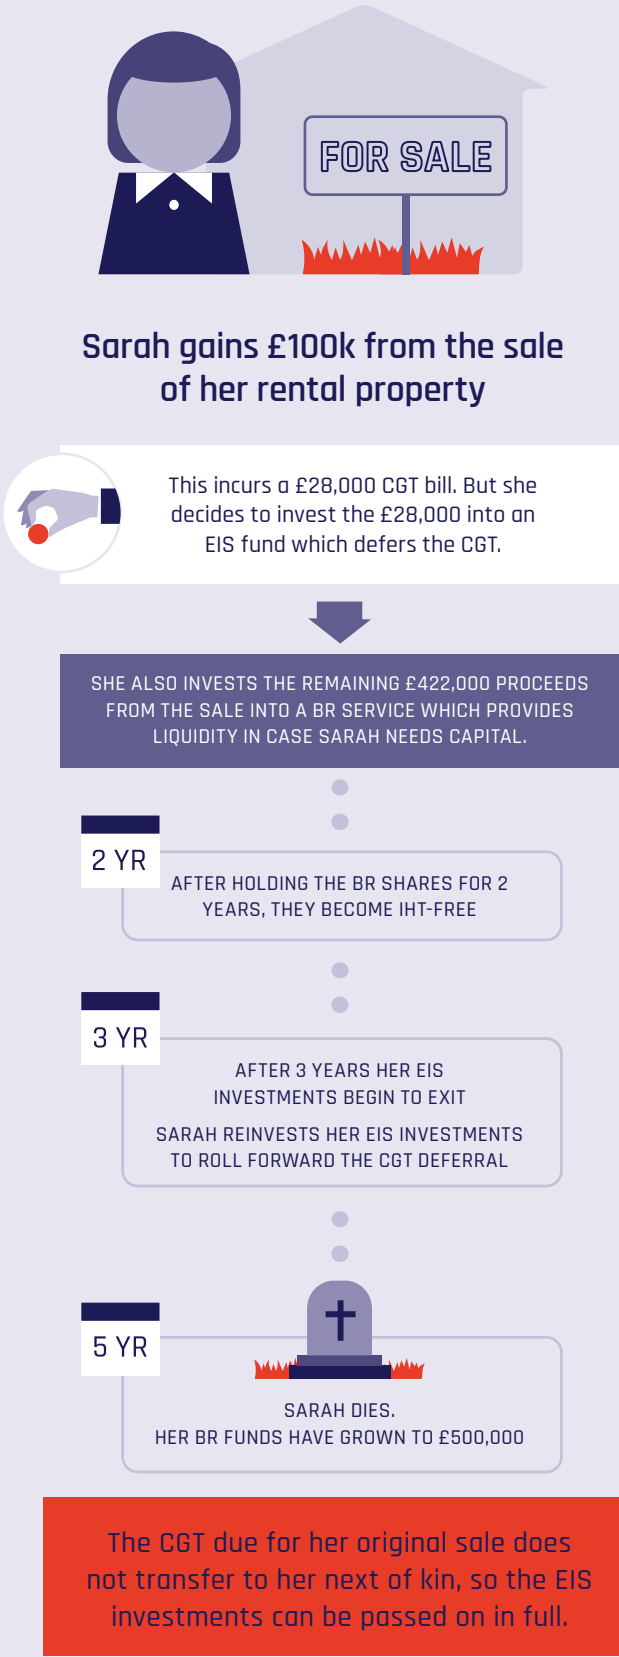 FOR SALE
Sarah gains £100k from the sale
of her rental property
This incurs a £28,000 CGT bill. But she
decides to invest the £28,000 into an
EIS fund which defers the CGT.
SHE ALSO INVESTS THE REMAINING £422,000 PROCEEDS
FROM THE SALE INTO A BR SERVICE WHICH PROVIDES
LIQUIDITY IN CASE SARAH NEEDS CAPITAL.
2 YR
AFTER HOLDING THE BR SHARES FOR 2
YEARS, THEY BECOME IHT-FREE
3 YR
AFTER 3 YEARS HER EIS
INVESTMENTS BEGIN TO EXIT
SARAH REINVESTS HER EIS INVESTMENTS
TO ROLL FORWARD THE CGT DEFERRAL
5 YR
SARAH DIES.
HER BR FUNDS HAVE GROWN TO £500,000
The CGT due for her original sale does
not transfer to her next of kin, so the EIS
investments can be passed on in full.